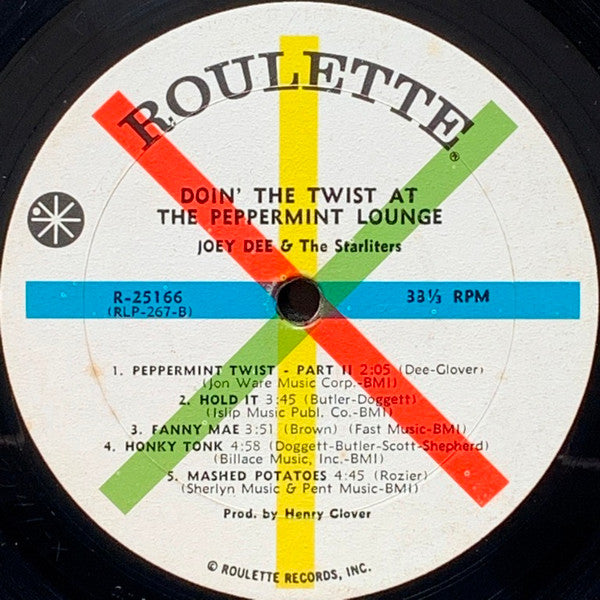 ROULETTE®
DOIN' THE TWIST AT
THE PEPPERMINT LOUNGE
JOEY DEE & The Starliters
R-25166 33⅓ RPM
(RLP-267-B)
1. PEPPERMINT TWIST - PART II 2:05 (Dee-Glover)
(Jon Ware Music Corp.-BMI)
2. HOLD IT 3:45 (Butler-Doggett)
(Islip Music Publ. Co.-BMI)
3. FANNY MAE 3:51 (Brown) (Fast Music-BMI)
4. HONKY TONK 4:58 (Doggett-Butler-Scott-Shepherd)
(Billace Music, Inc.-BMI)
5. MASHED POTATOES 4:45 (Rozier)
(Sherlyn Music & Pent Music-BMI)
Prod. by Henry Glover
© ROULETTE RECORDS, INC.